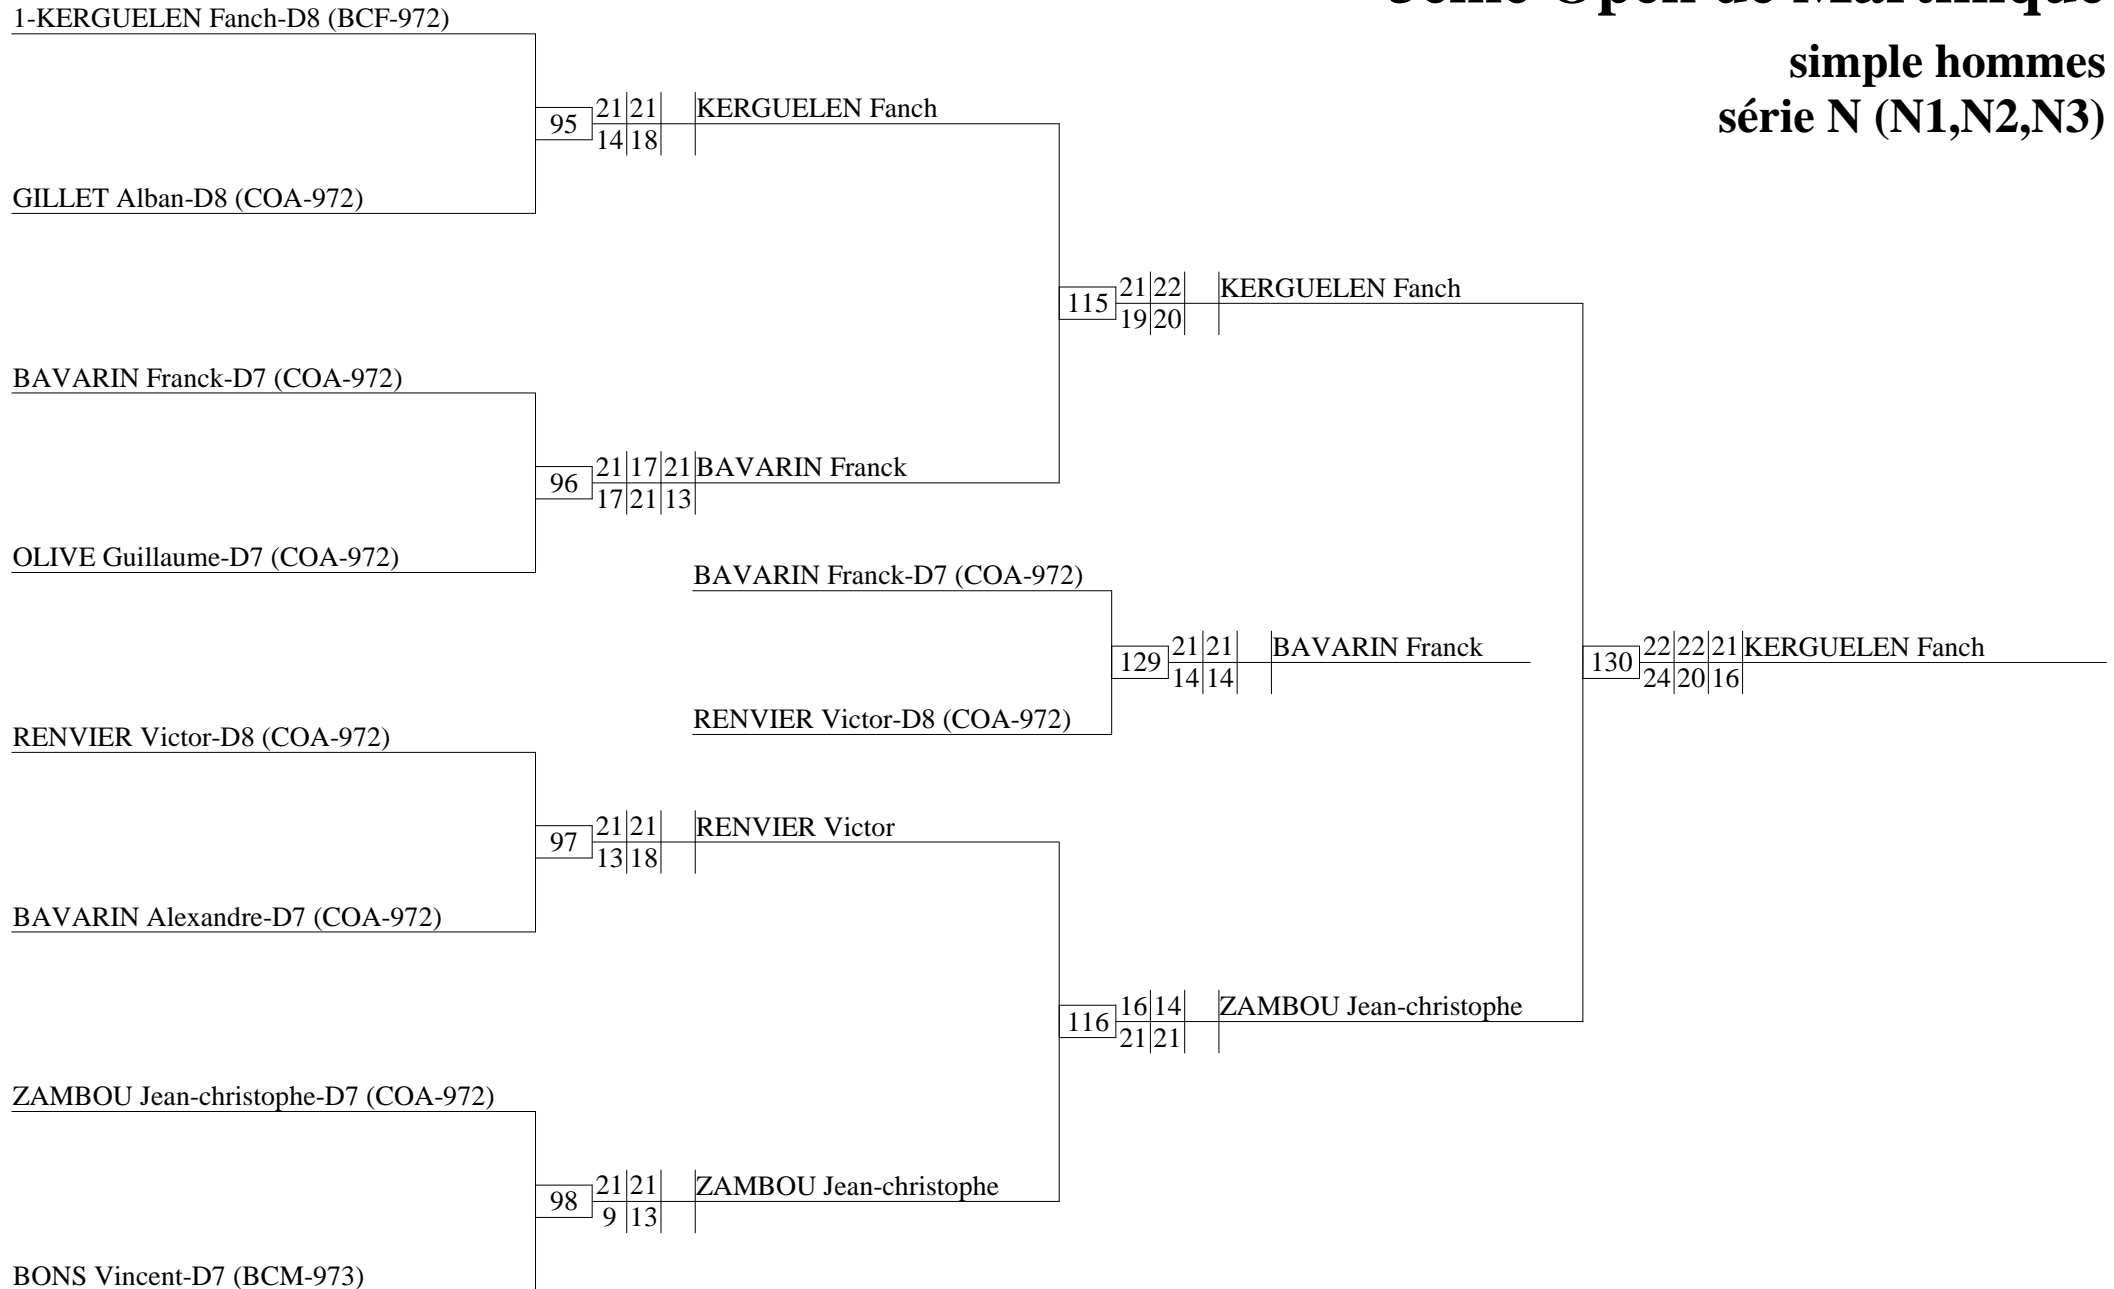 Open de Martinique
simple hommes
série N (N1,N2,N3)
1-KERGUELEN Fanch-D8 (BCF-972)
95
21 21
14 18
KERGUELEN Fanch
GILLET Alban-D8 (COA-972)
115
21 22
19 20
KERGUELEN Fanch
BAVARIN Franck-D7 (COA-972)
96
21 17 21
17 21 13
BAVARIN Franck
OLIVE Guillaume-D7 (COA-972)
BAVARIN Franck-D7 (COA-972)
129
21 21
14 14
BAVARIN Franck
RENVIER Victor-D8 (COA-972)
130
22 22 21
24 20 16
KERGUELEN Fanch
RENVIER Victor-D8 (COA-972)
97
21 21
13 18
RENVIER Victor
BAVARIN Alexandre-D7 (COA-972)
116
16 14
21 21
ZAMBOU Jean-christophe
ZAMBOU Jean-christophe-D7 (COA-972)
98
21 21
9 13
ZAMBOU Jean-christophe
BONS Vincent-D7 (BCM-973)